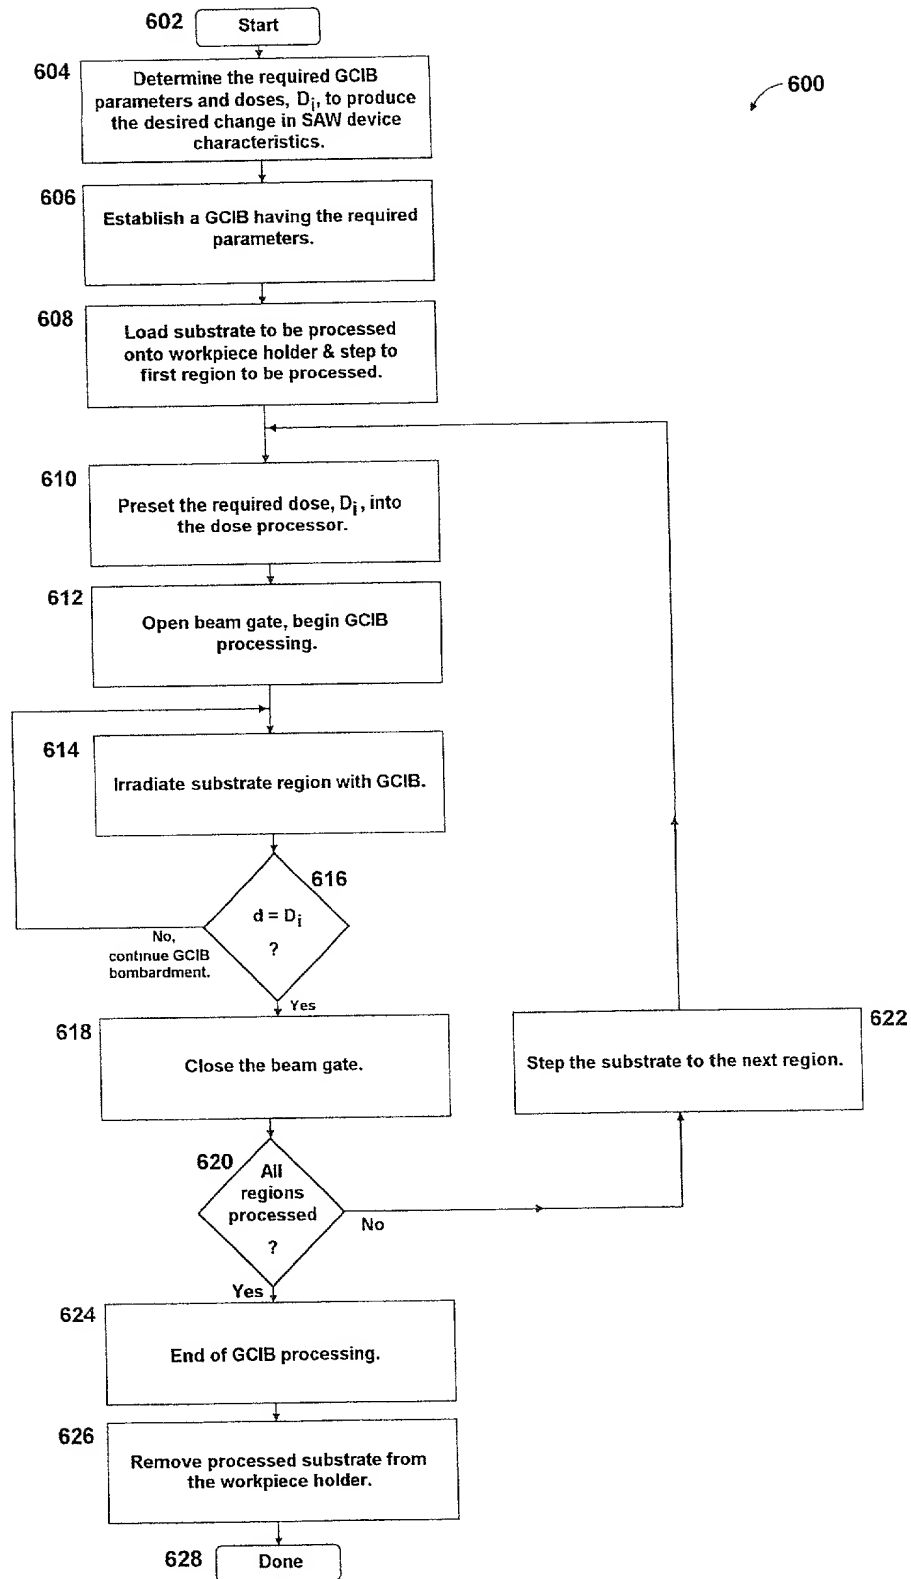 602
Start
604
Determine the required GCIB
parameters and doses, Di, to produce
the desired change in SAW device
characteristics.
600
606
Establish a GCIB having the required
parameters.
608
Load substrate to be processed
onto workpiece holder & step to
first region to be processed.
610
Preset the required dose, Di, into
the dose processor.
612
Open beam gate, begin GCIB
processing.
614
Irradiate substrate region with GCIB.
616
d = Di
?
No,
continue GCIB
bombardment.
Yes
618
Close the beam gate.
622
Step the substrate to the next region.
620
All
regions
processed
?
No
Yes
624
End of GCIB processing.
626
Remove processed substrate from
the workpiece holder.
628
Done